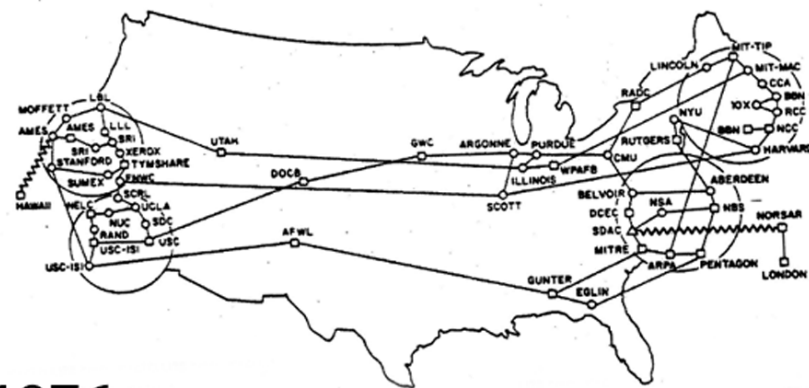 MIT-TIP
LINCOLN
MIT-MAC
CCA
RADC
BBN
MOFFETT
LBL
10X
RCC
NYU
AMES
AMES
LLL
SRI
BBN
NCC
UTAH
GWC
ARGONNE
PURDUE
RUTGERS
HARVARD
SRI
XEROX
STANFORD
TYMSHARE
CMU
WPAFB
ILLINOIS
SUMEX
FNWC
DOCB
BELVOIR
ABERDEEN
HAWAII
SCRL
SCOTT
NELC
UCLA
NSA
NBS
NUC
SDC
DCEC
NORSAR
RAND
USC
AFWL
SDAC
USC-ISI
MITRE
USC-ISI
ARPA
PENTAGON
LONDON
GUNTER
EGLIN